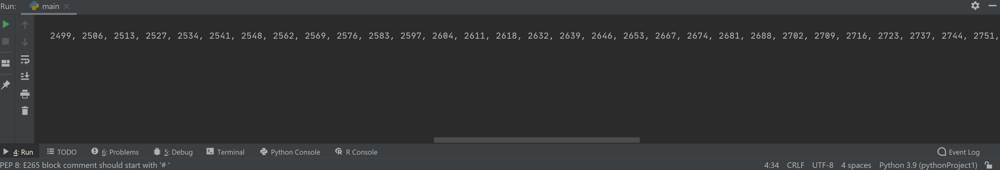 Run: main
2499, 2506, 2513, 2527, 2534, 2541, 2548, 2562, 2569, 2576, 2583, 2597, 2604, 2611, 2618, 2632, 2639, 2646, 2653, 2667, 2674, 2681, 2688, 2702, 2709, 2716, 2723, 2737, 2744, 2751,
4: Run TODO 6: Problems 5: Debug Terminal Python Console R Console Event Log
PEP 8: E265 block comment should start with '# ' 4:34 CRLF UTF-8 4 spaces Python 3.9 (pythonProject1)